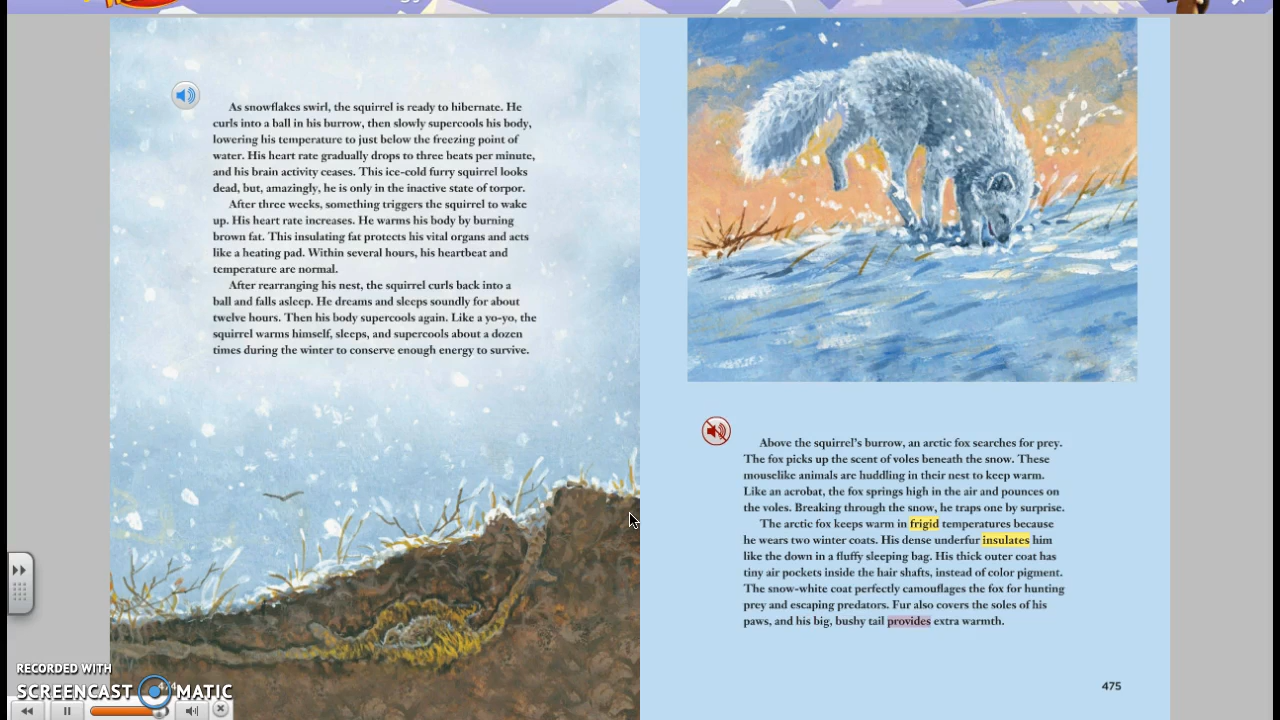 As snowflakes swirl, the squirrel is ready to hibernate. He
curls into a ball in his burrow, then slowly supercools his body,
lowering his temperature to just below the freezing point of
water. His heart rate gradually drops to three beats per minute,
and his brain activity ceases. This ice-cold furry squirrel looks
dead, but, amazingly, he is only in the inactive state of torpor.
After three weeks, something triggers the squirrel to wake
up. His heart rate increases. He warms his body by burning
brown fat. This insulating fat protects his vital organs and acts
like a heating pad. Within several hours, his heartbeat and
temperature are normal.
After rearranging his nest, the squirrel curls back into a
ball and falls asleep. He dreams and sleeps soundly for about
twelve hours. Then his body supercools again. Like a yo-yo, the
squirrel warms himself, sleeps, and supercools about a dozen
times during the winter to conserve enough energy to survive.
Above the squirrel's burrow, an arctic fox searches for prey.
The fox picks up the scent of voles beneath the snow. These
mouselike animals are huddling in their nest to keep warm.
Like an acrobat, the fox springs high in the air and pounces on
the voles. Breaking through the snow, he traps one by surprise.
The arctic fox keeps warm in frigid temperatures because
he wears two winter coats. His dense underfur insulates him
like the down in a fluffy sleeping bag. His thick outer coat has
tiny air pockets inside the hair shafts, instead of color pigment.
The snow-white coat perfectly camouflages the fox for hunting
prey and escaping predators. Fur also covers the soles of his
paws, and his big, bushy tail provides extra warmth.
475
RECORDED WITH
SCREENCAST MATIC